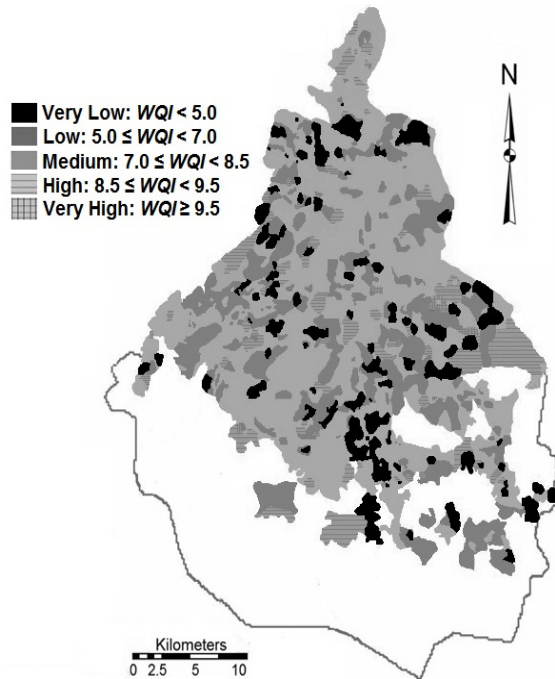 N
Very Low: WQI < 5.0
Low: 5.0 ≤ WQI < 7.0
Medium: 7.0 ≤ WQI < 8.5
High: 8.5 ≤ WQI < 9.5
Very High: WQI ≥ 9.5
Kilometers
0 2.5 5 10